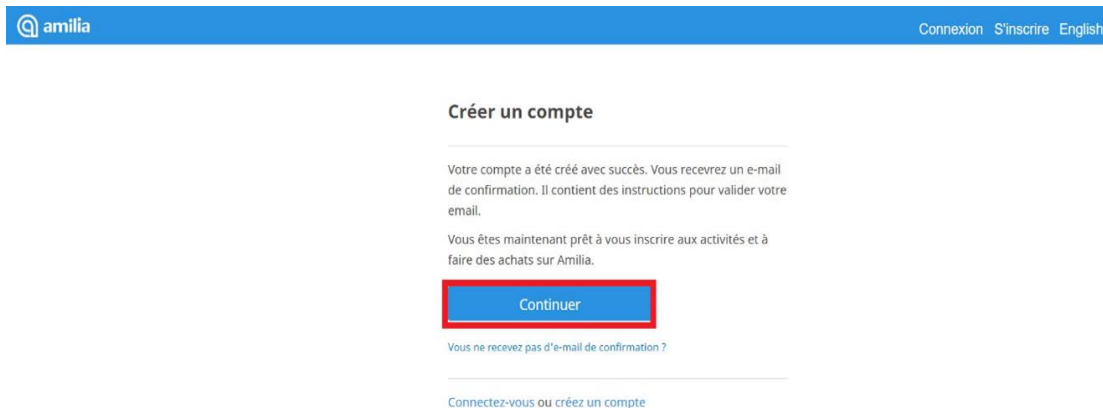 amilia
Connexion S'inscrire English
Créer un compte
Votre compte a été créé avec succès. Vous recevrez un e-mail
de confirmation. Il contient des instructions pour valider votre
email.
Vous êtes maintenant prêt à vous inscrire aux activités et à
faire des achats sur Amilia.
Continuer
Vous ne recevez pas d'e-mail de confirmation ?
Connectez-vous ou créez un compte